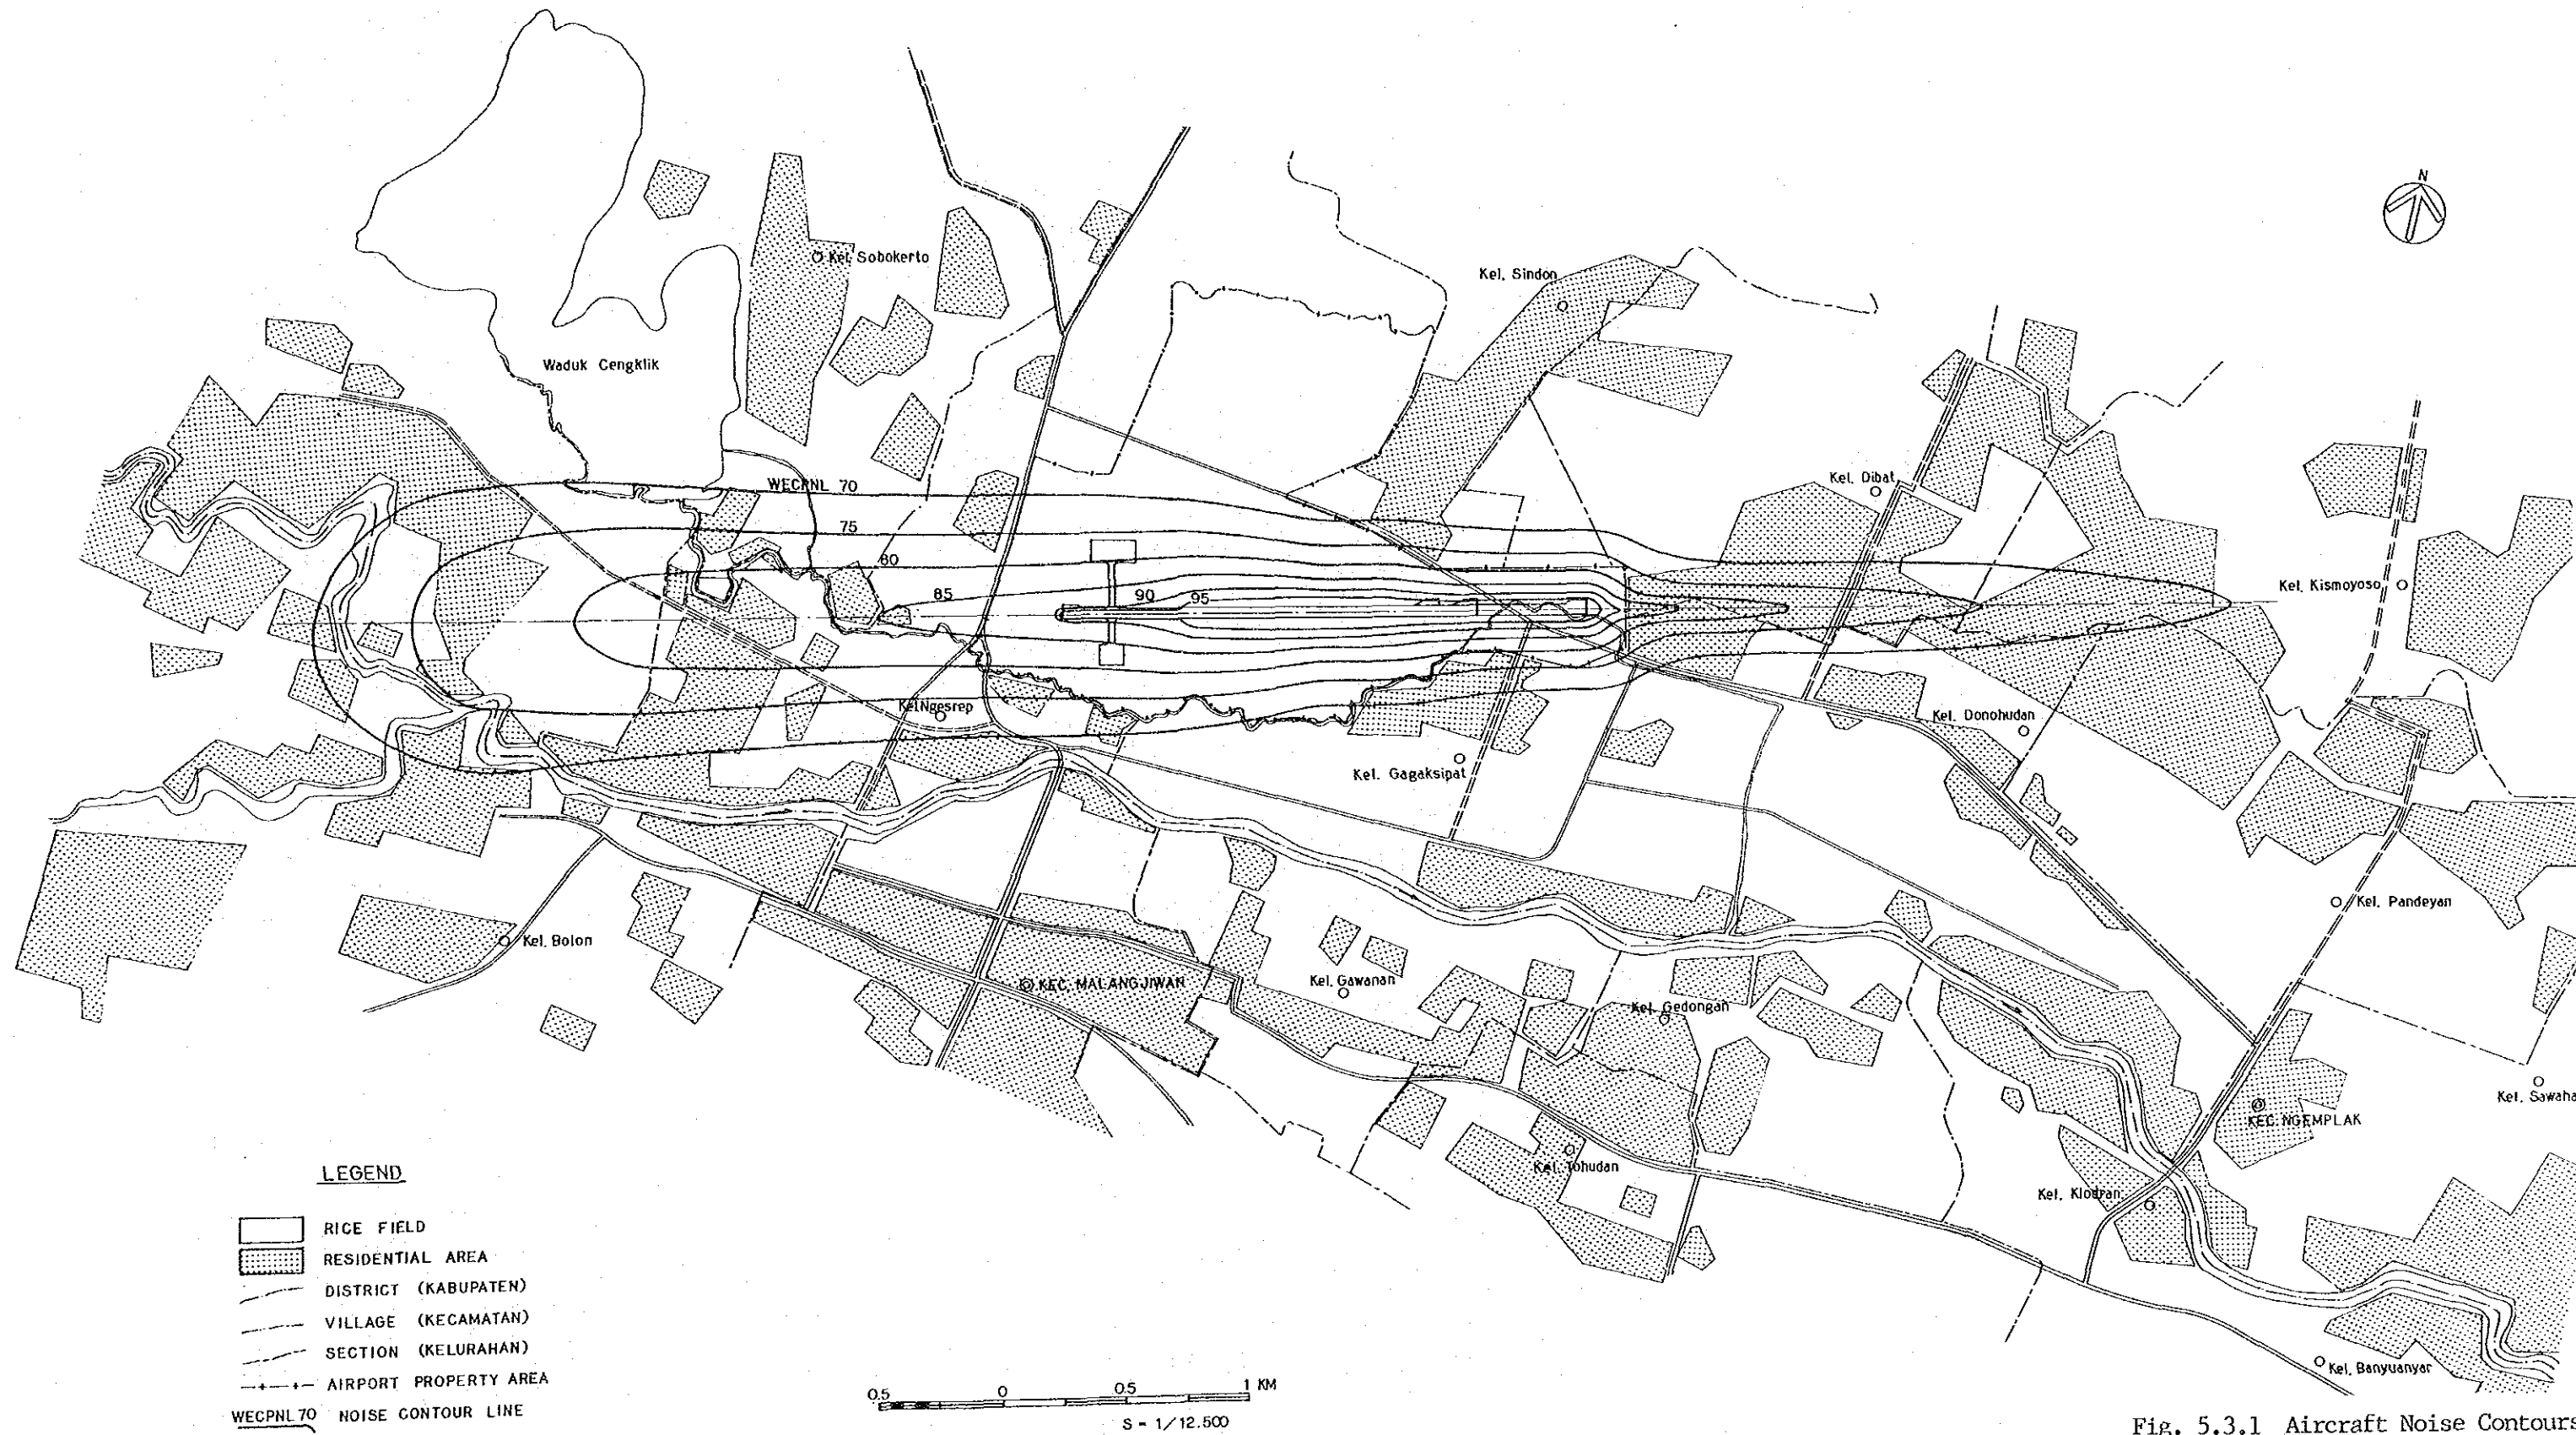 N
Kel. Sobokerto
Kel. Sindon
Waduk Cengklik
Kel. Dibat
WECPNL 70
75
80
85
90
95
Kel. Kismoyoso
Kel Ngesrep
Kel. Donohudan
Kel. Gagaksipat
Kel. Pandeyan
Kel. Bolon
KEC. MALANGJIWAN
Kel. Gawanan
Kel. Gedongan
Kel. Sawaha
KEC. NGEMPLAK
Kel. Tohudan
Kel. Klodran
Kel. Banyuanyar
LEGEND
RICE FIELD
RESIDENTIAL AREA
DISTRICT (KABUPATEN)
VILLAGE (KECAMATAN)
SECTION (KELURAHAN)
AIRPORT PROPERTY AREA
WECPNL 70 NOISE CONTOUR LINE
0.5 0 0.5 1 KM
S = 1/12.500
Fig. 5.3.1 Aircraft Noise Contours